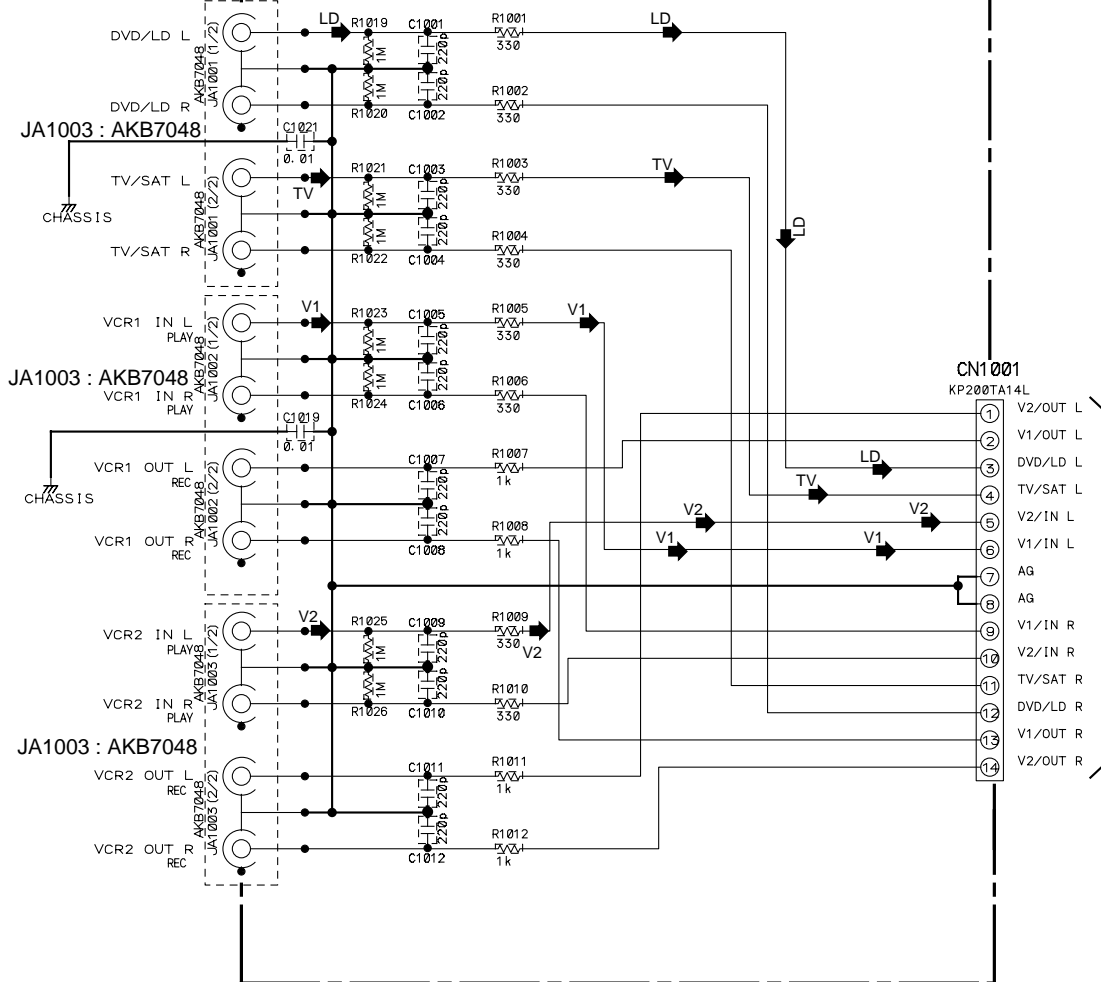 LD
R1019
C1001
R1001
LD
DVD/LD L
1M
220p
330
AKB7048
JA1001 (1/2)
1M
220p
R1002
DVD/LD R
R1020
C1002
330
JA1003 : AKB7048
C1021
0.01
R1021
C1003
R1003
TV
TV/SAT L
TV
1M
220p
330
CHASSIS
AKB7048
JA1001 (2/2)
1M
220p
R1004
LD
TV/SAT R
R1022
C1004
330
V1
R1023
C1005
R1005
V1
VCR1 IN L
PLAY
1M
220p
330
AKB7048
JA1002 (1/2)
JA1003 : AKB7048
1M
220p
R1006
CN1001
KP200TA14L
VCR1 IN R
PLAY
R1024
C1006
330
1
V2/OUT L
C1019
0.01
2
V1/OUT L
VCR1 OUT L
REC
C1007
220p
R1007
1k
LD
3
DVD/LD L
CHASSIS
AKB7048
JA1002 (2/2)
TV
4
TV/SAT L
220p
R1008
V2
V2
5
V2/IN L
VCR1 OUT R
REC
C1008
1k
V1
V1
6
V1/IN L
7
AG
8
AG
V2
R1025
C1009
R1009
VCR2 IN L
PLAY
1M
220p
330
V2
9
V1/IN R
AKB7048
JA1003 (1/2)
10
V2/IN R
1M
220p
R1010
11
TV/SAT R
VCR2 IN R
PLAY
R1026
C1010
330
12
DVD/LD R
JA1003 : AKB7048
13
V1/OUT R
VCR2 OUT L
REC
C1011
220p
R1011
1k
14
V2/OUT R
AKB7048
JA1003 (2/2)
220p
R1012
VCR2 OUT R
REC
C1012
1k